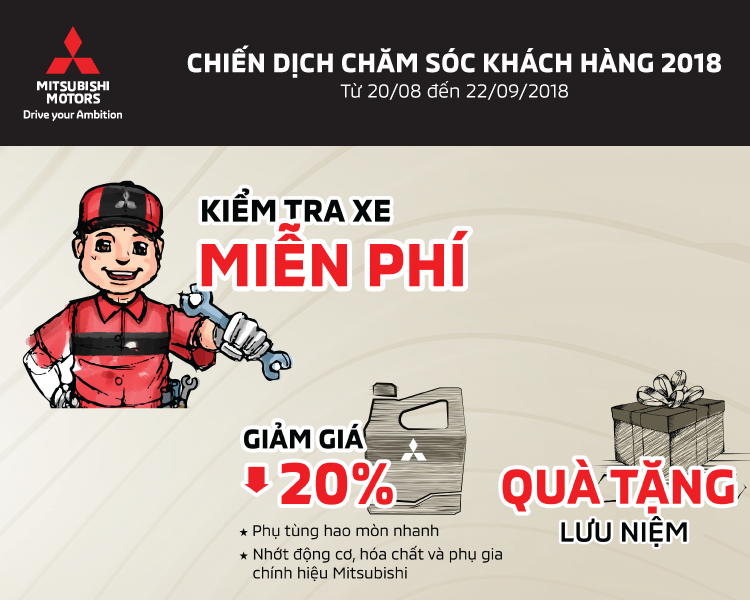 MITSUBISHI
MOTORS
Drive your Ambition
CHIẾN DỊCH CHĂM SÓC KHÁCH HÀNG 2018
Từ 20/08 đến 22/09/2018
KIỂM TRA XE
MIỄN PHÍ
GIẢM GIÁ
20%
★ Phụ tùng hao mòn nhanh
★ Nhớt động cơ, hóa chất và phụ gia
chính hiệu Mitsubishi
QUÀ TẶNG
LƯU NIỆM